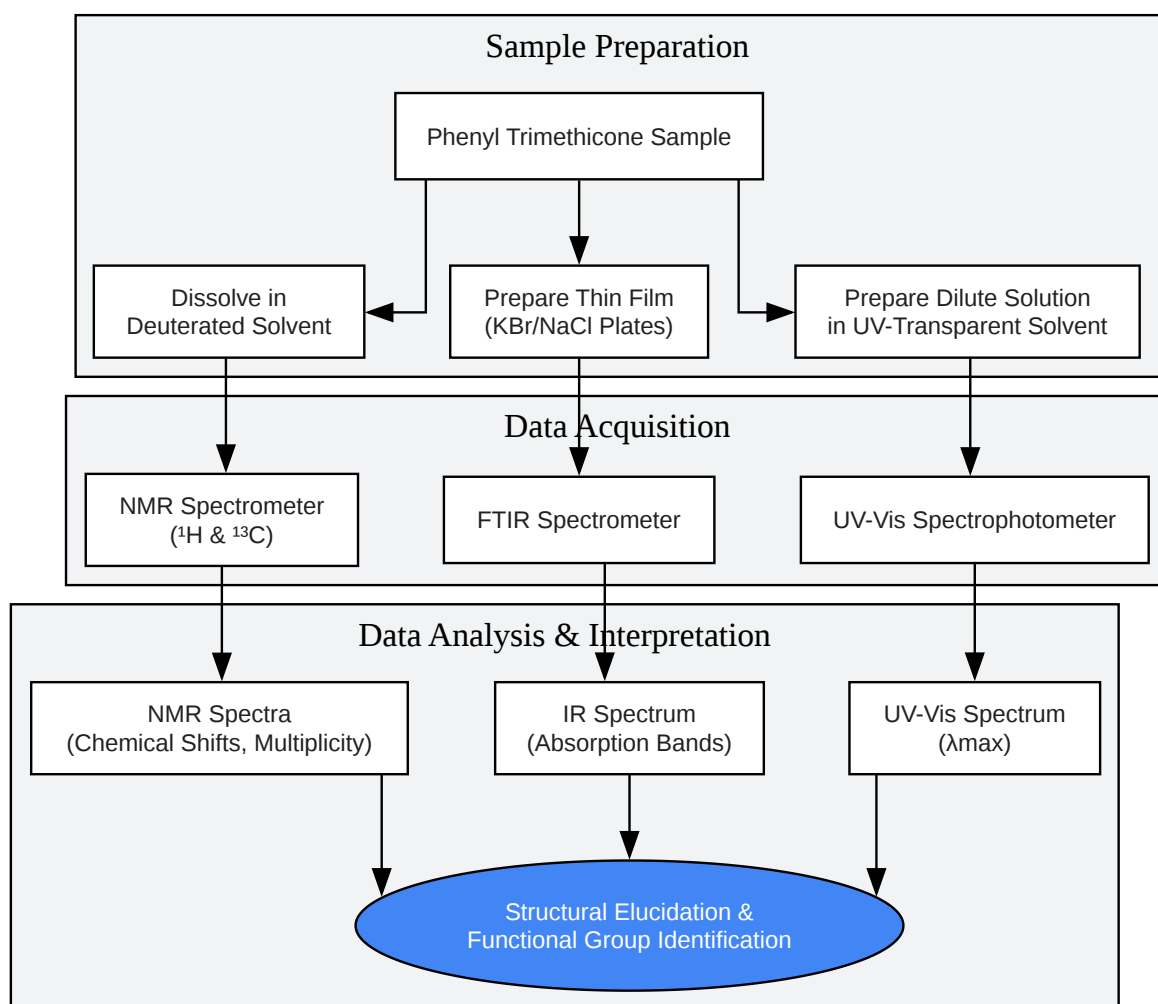 Sample Preparation
Phenyl Trimethicone Sample
Dissolve in
Deuterated Solvent
Prepare Thin Film
(KBr/NaCl Plates)
Prepare Dilute Solution
in UV-Transparent Solvent
Data Acquisition
NMR Spectrometer
(¹H & ¹³C)
FTIR Spectrometer
UV-Vis Spectrophotometer
Data Analysis & Interpretation
NMR Spectra
(Chemical Shifts, Multiplicity)
IR Spectrum
(Absorption Bands)
UV-Vis Spectrum
(λmax)
Structural Elucidation &
Functional Group Identification